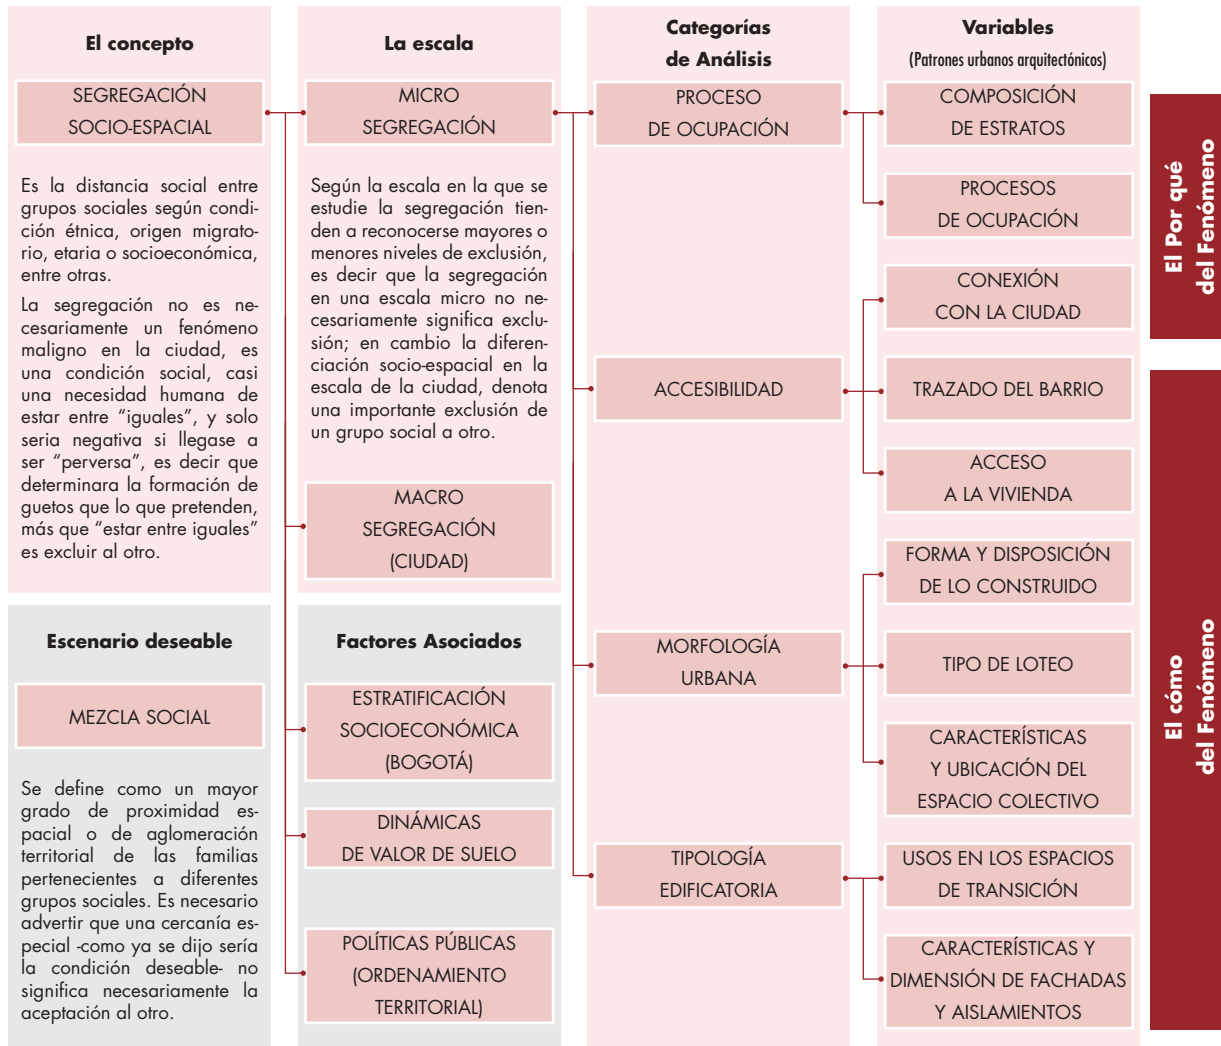 El concepto
SEGREGACIÓN
SOCIO-ESPACIAL
Es la distancia social entre
grupos sociales según condi-
ción étnica, origen migrato-
rio, etaria o socioeconómica,
entre otras.
La segregación no es ne-
cesariamente un fenómeno
maligno en la ciudad, es
una condición social, casi
una necesidad humana de
estar entre “iguales”, y solo
seria negativa si llegase a
ser “perversa”, es decir que
determinara la formación de
guetos que lo que pretenden,
más que “estar entre iguales”
es excluir al otro.
Escenario deseable
MEZCLA SOCIAL
Se define como un mayor
grado de proximidad es-
pacial o de aglomeración
territorial de las familias
pertenecientes a diferentes
grupos sociales. Es necesario
advertir que una cercanía es-
pecial -como ya se dijo sería
la condición deseable- no
significa necesariamente la
aceptación al otro.
La escala
MICRO
SEGREGACIÓN
Según la escala en la que se
estudie la segregación tien-
den a reconocerse mayores o
menores niveles de exclusión,
es decir que la segregación
en una escala micro no ne-
cesariamente significa exclu-
sión; en cambio la diferen-
ciación socio-espacial en la
escala de la ciudad, denota
una importante exclusión de
un grupo social a otro.
MACRO
SEGREGACIÓN
(CIUDAD)
Factores Asociados
ESTRATIFICACIÓN
SOCIOECONÓMICA
(BOGOTÁ)
DINÁMICAS
DE VALOR DE SUELO
POLÍTICAS PÚBLICAS
(ORDENAMIENTO
TERRITORIAL)
Categorías
de Análisis
PROCESO
DE OCUPACIÓN
ACCESIBILIDAD
MORFOLOGÍA
URBANA
TIPOLOGÍA
EDIFICATORIA
Variables
(Patrones urbanos arquitectónicos)
COMPOSICIÓN
DE ESTRATOS
PROCESOS
DE OCUPACIÓN
CONEXIÓN
CON LA CIUDAD
TRAZADO DEL BARRIO
ACCESO
A LA VIVIENDA
FORMA Y DISPOSICIÓN
DE LO CONSTRUIDO
TIPO DE LOTEO
CARACTERÍSTICAS
Y UBICACIÓN DEL
ESPACIO COLECTIVO
USOS EN LOS ESPACIOS
DE TRANSICIÓN
CARACTERÍSTICAS Y
DIMENSIÓN DE FACHADAS
Y AISLAMIENTOS
El Por qué
del Fenómeno
El cómo
del Fenómeno